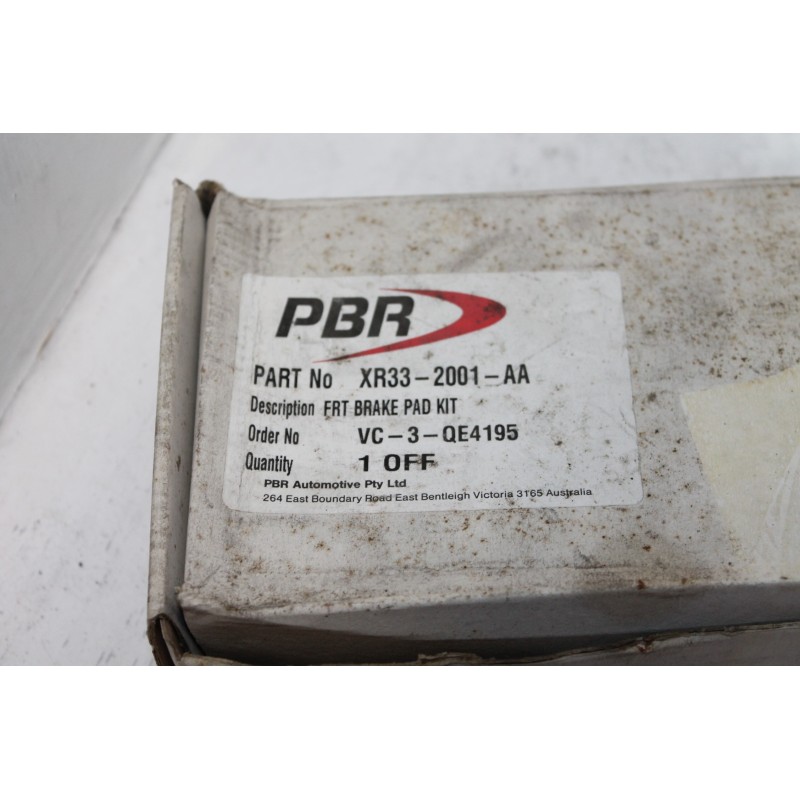 PBR
PART No XR33-2001-AA
Description FRT BRAKE PAD KIT
Order No VC-3-QE4195
Quantity 1 OFF
PBR Automotive Pty Ltd
264 East Boundary Road East Bentleigh Victoria 3165 Australia